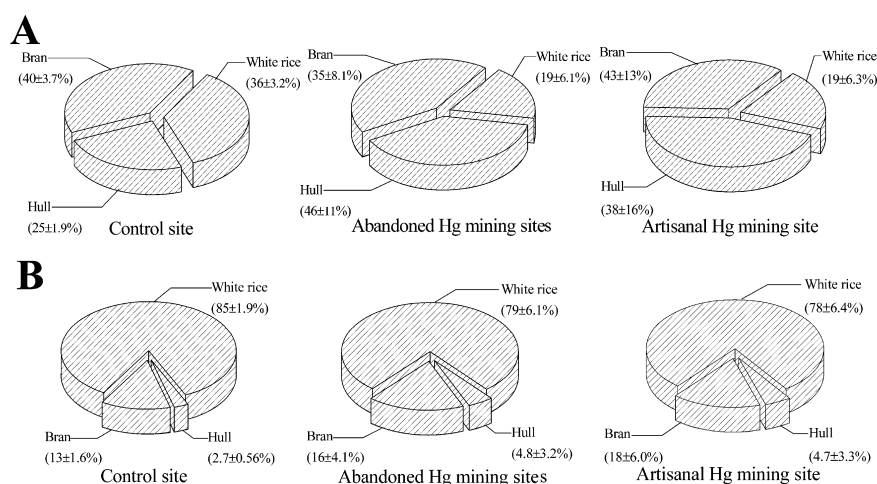 A
Bran
(40±3.7%)
White rice
(36±3.2%)
Hull
(25±1.9%)
Control site
Bran
(35±8.1%)
White rice
(19±6.1%)
Hull
(46±11%)
Abandoned Hg mining sites
Bran
(43±13%)
White rice
(19±6.3%)
Hull
(38±16%)
Artisanal Hg mining site
B
White rice
(85±1.9%)
Bran
(13±1.6%)
Hull
(2.7±0.56%)
Control site
White rice
(79±6.1%)
Bran
(16±4.1%)
Hull
(4.8±3.2%)
Abandoned Hg mining sites
White rice
(78±6.4%)
Bran
(18±6.0%)
Hull
(4.7±3.3%)
Artisanal Hg mining site